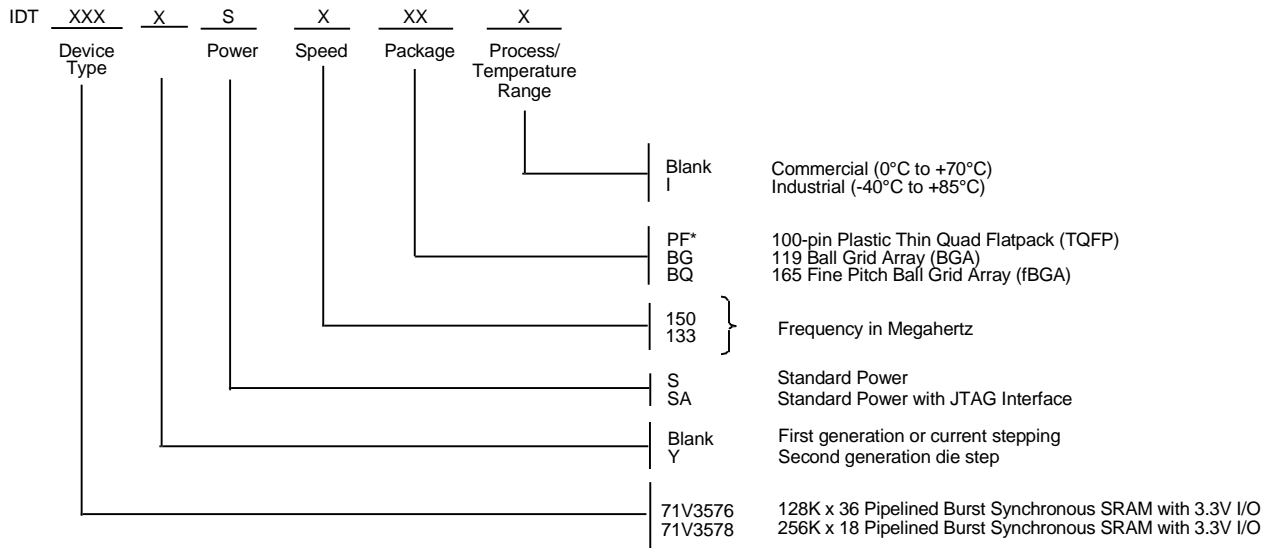 IDT XXX X S X XX X
Device Type Power Speed Package Process/ Temperature Range
Blank Commercial (0°C to +70°C)
I Industrial (-40°C to +85°C)
PF* 100-pin Plastic Thin Quad Flatpack (TQFP)
BG 119 Ball Grid Array (BGA)
BQ 165 Fine Pitch Ball Grid Array (fBGA)
150
133
Frequency in Megahertz
S Standard Power
SA Standard Power with JTAG Interface
Blank First generation or current stepping
Y Second generation die step
71V3576 128K x 36 Pipelined Burst Synchronous SRAM with 3.3V I/O
71V3578 256K x 18 Pipelined Burst Synchronous SRAM with 3.3V I/O